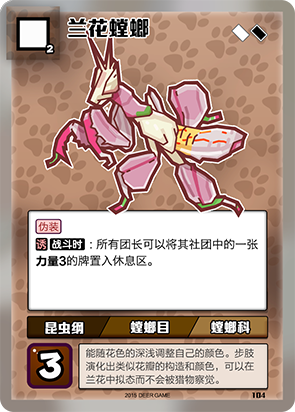 2
兰花螳螂
伪装
诱 战斗时：所有团长可以将其社团中的一张
力量3的牌置入休息区。
昆虫纲 螳螂目 螳螂科
3
能随花色的深浅调整自己的颜色。步肢
演化出类似花瓣的构造和颜色，可以在
兰花中拟态而不会被猎物察觉。
2015 DEER GAME
104